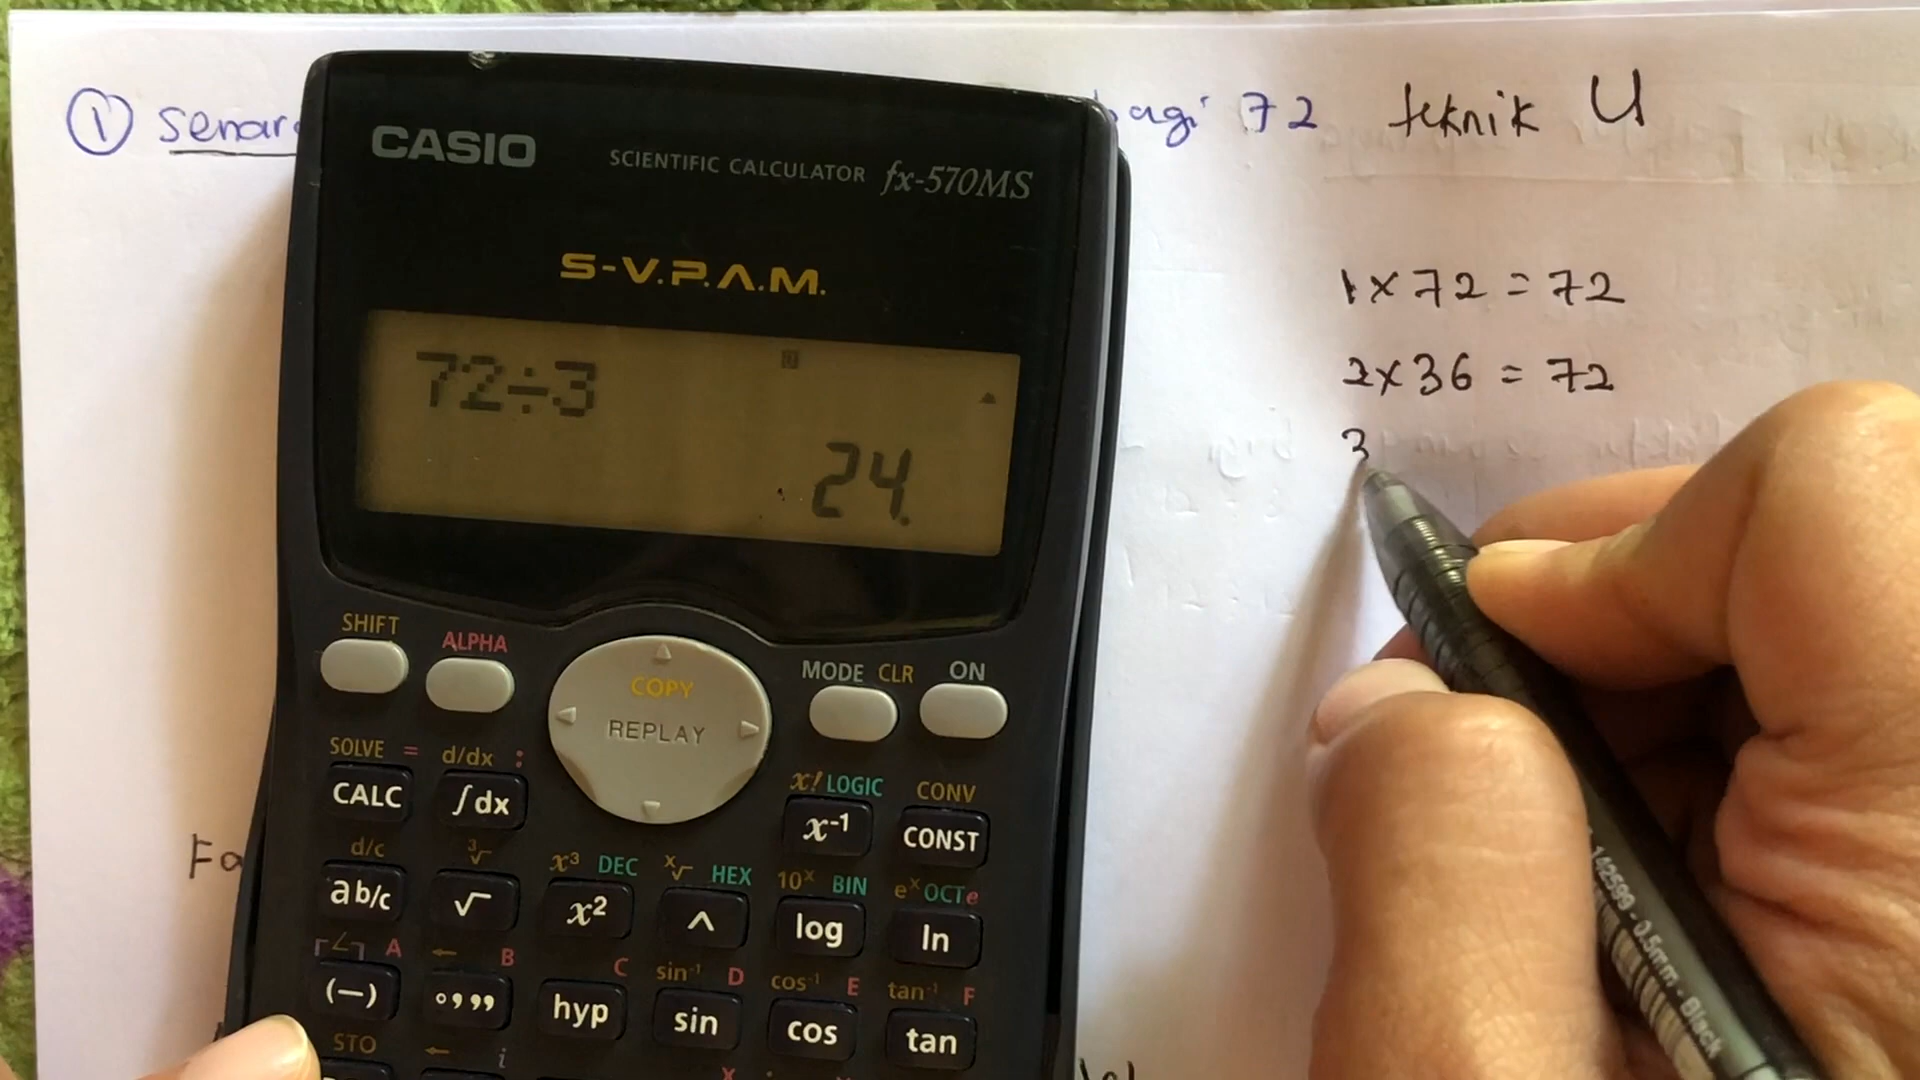 ① senar bagi 72 teknik U
CASIO
SCIENTIFIC CALCULATOR fx-570MS
S-V.P.A.M.
72÷3
24.
1 x 72 = 72
2 x 36 = 72
3
SHIFT ALPHA MODE CLR ON
COPY
REPLAY
SOLVE = d/dx : x! LOGIC CONV
CALC ∫dx x⁻¹ CONST
d/c ³√ x³ DEC ˣ√ HEX 10ˣ BIN eˣ OCT e
ab/c √ x² ^ log ln
∠ A ← B C sin⁻¹ D cos⁻¹ E tan⁻¹ F
(−) °,,, hyp sin cos tan
STO ← i
Fa
142599 - 0.5mm - Black